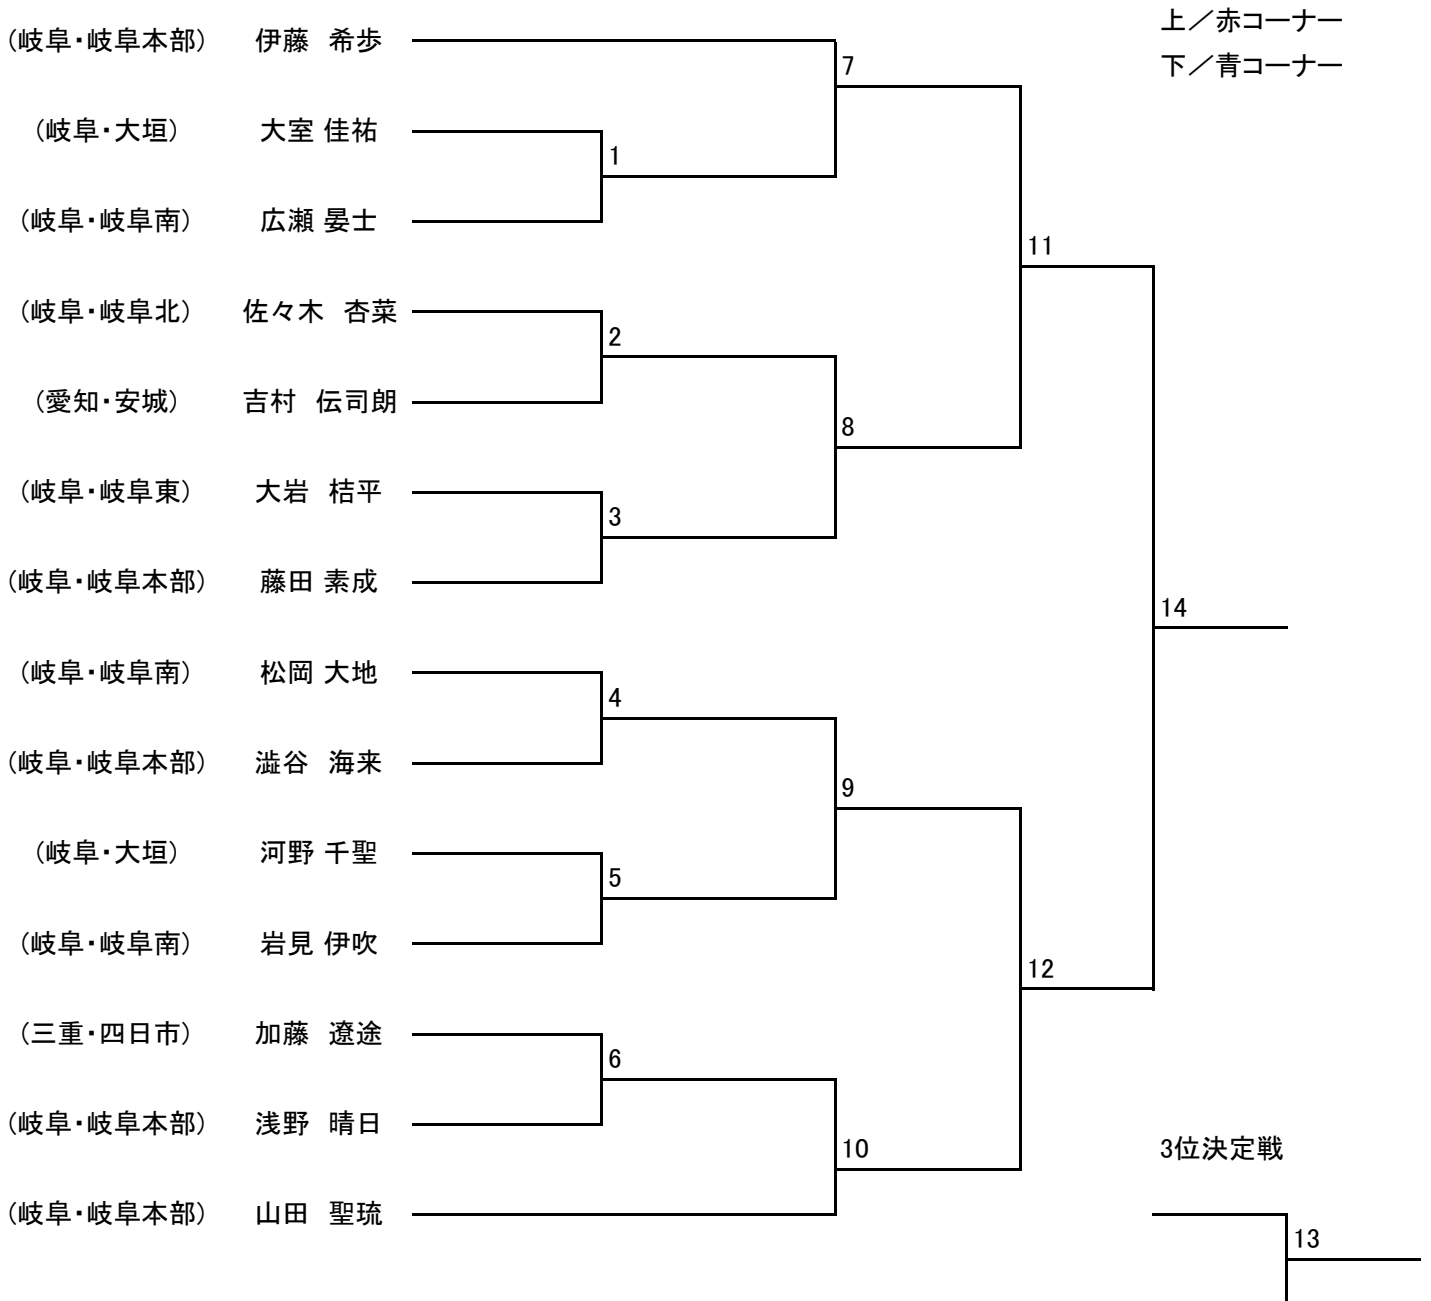 上／赤コーナー
下／青コーナー
(岐阜・岐阜本部) 伊藤　希歩
7
(岐阜・大垣) 大室 佳祐
1
(岐阜・岐阜南) 広瀬 晏士
11
(岐阜・岐阜北) 佐々木　杏菜
2
(愛知・安城) 吉村　伝司朗
8
(岐阜・岐阜東) 大岩　桔平
3
(岐阜・岐阜本部) 藤田 素成
14
(岐阜・岐阜南) 松岡 大地
4
(岐阜・岐阜本部) 澁谷　海来
9
(岐阜・大垣) 河野 千聖
5
(岐阜・岐阜南) 岩見 伊吹
12
(三重・四日市) 加藤　遼途
6
(岐阜・岐阜本部) 浅野　晴日
10
3位決定戦
(岐阜・岐阜本部) 山田　聖琉
13